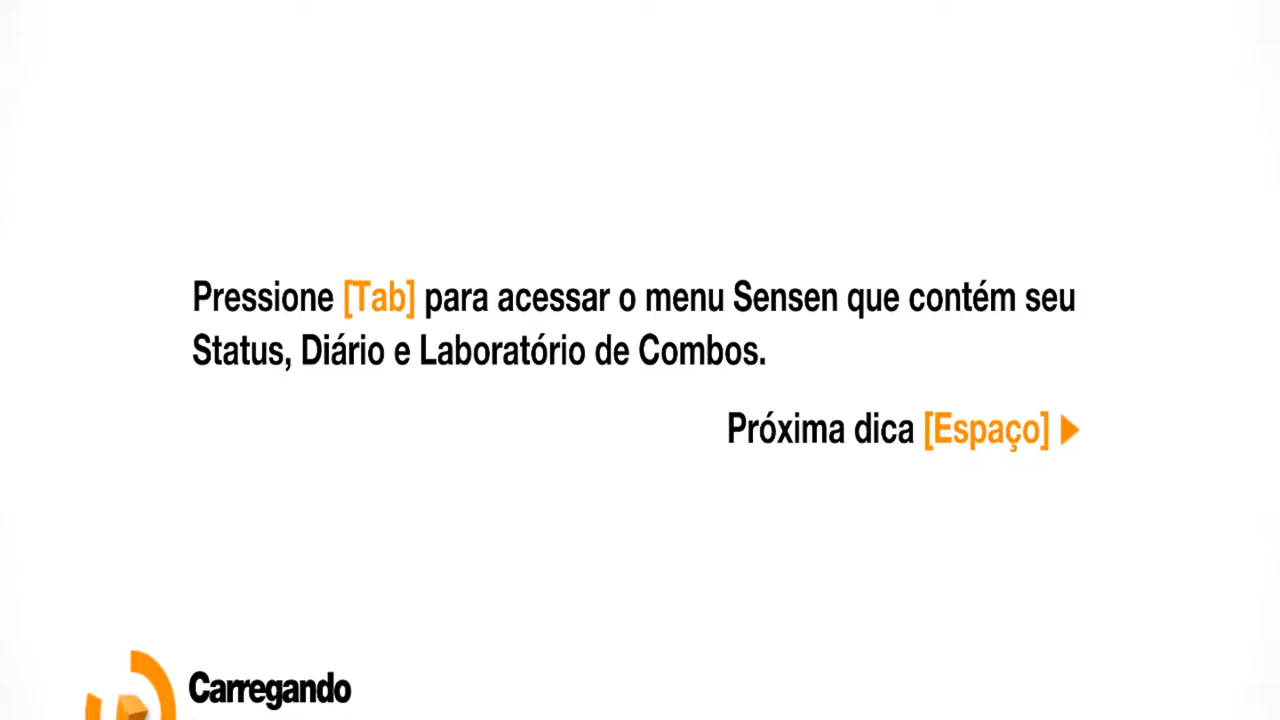 Pressione [Tab] para acessar o menu Sensen que contém seu
Status, Diário e Laboratório de Combos.
Próxima dica [Espaço]
Carregando